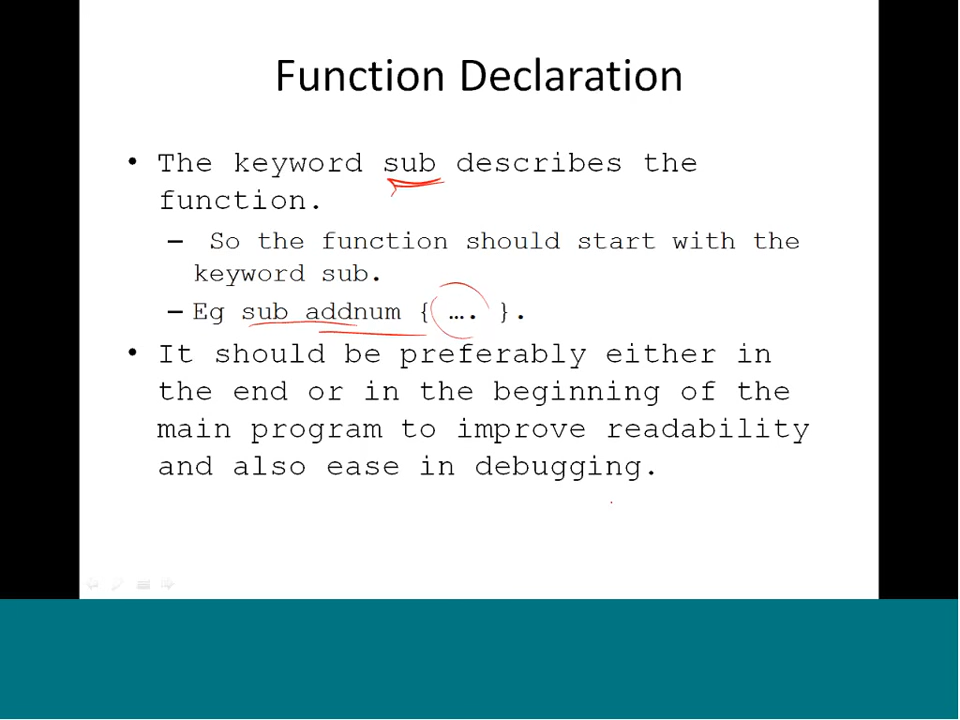 Function Declaration
• The keyword sub describes the
function.
– So the function should start with the
keyword sub.
– Eg sub addnum { …. }.
• It should be preferably either in
the end or in the beginning of the
main program to improve readability
and also ease in debugging.